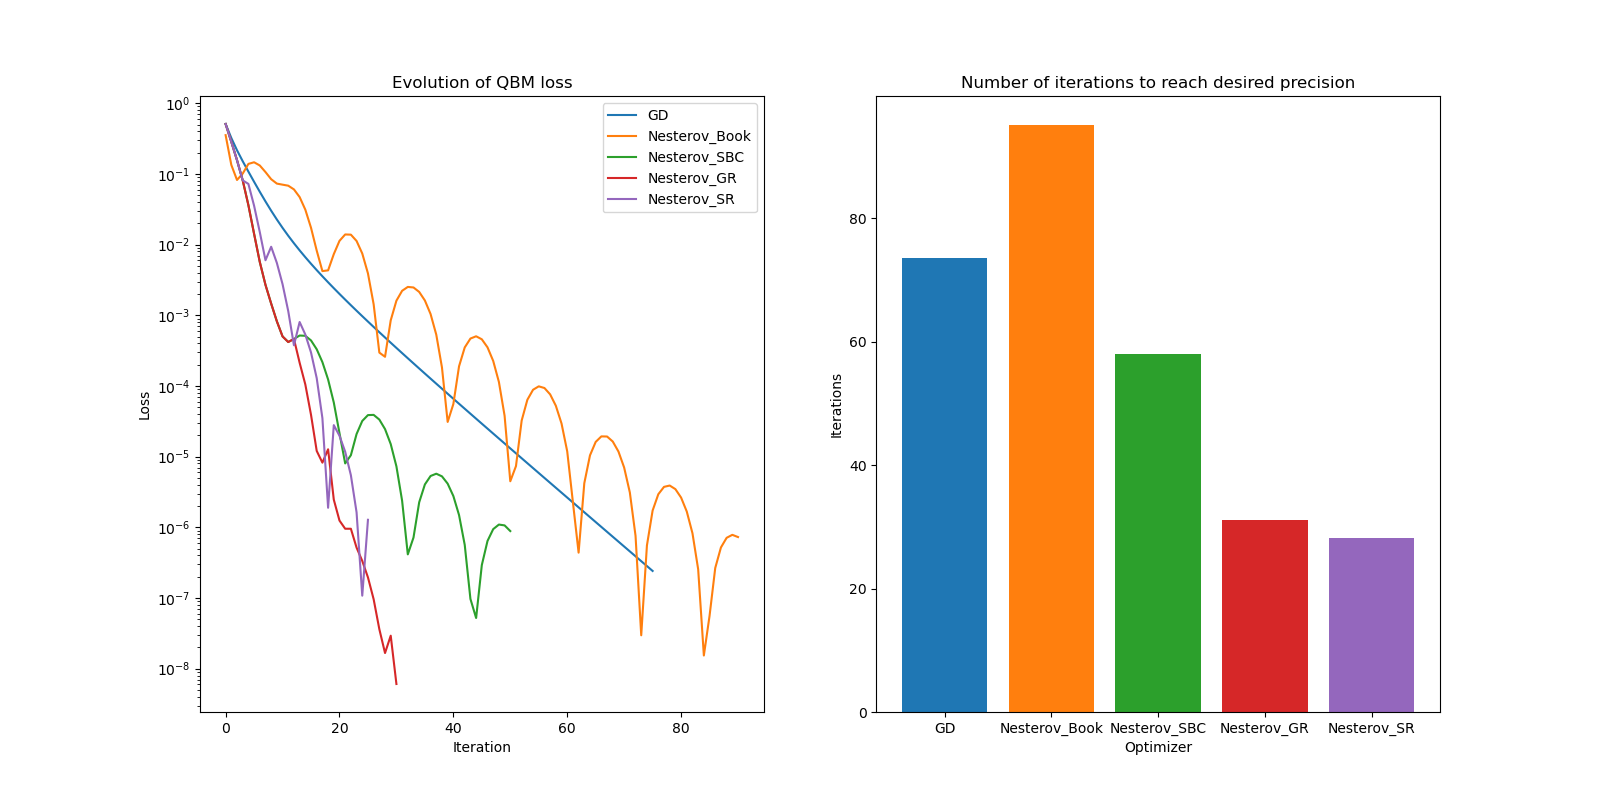 Evolution of QBM loss
10^0
10^-1
10^-2
10^-3
10^-4
10^-5
10^-6
10^-7
10^-8
Loss
0 20 40 60 80
Iteration
GD
Nesterov_Book
Nesterov_SBC
Nesterov_GR
Nesterov_SR
Number of iterations to reach desired precision
80
60
40
20
0
Iterations
GD Nesterov_Book Nesterov_SBC Nesterov_GR Nesterov_SR
Optimizer